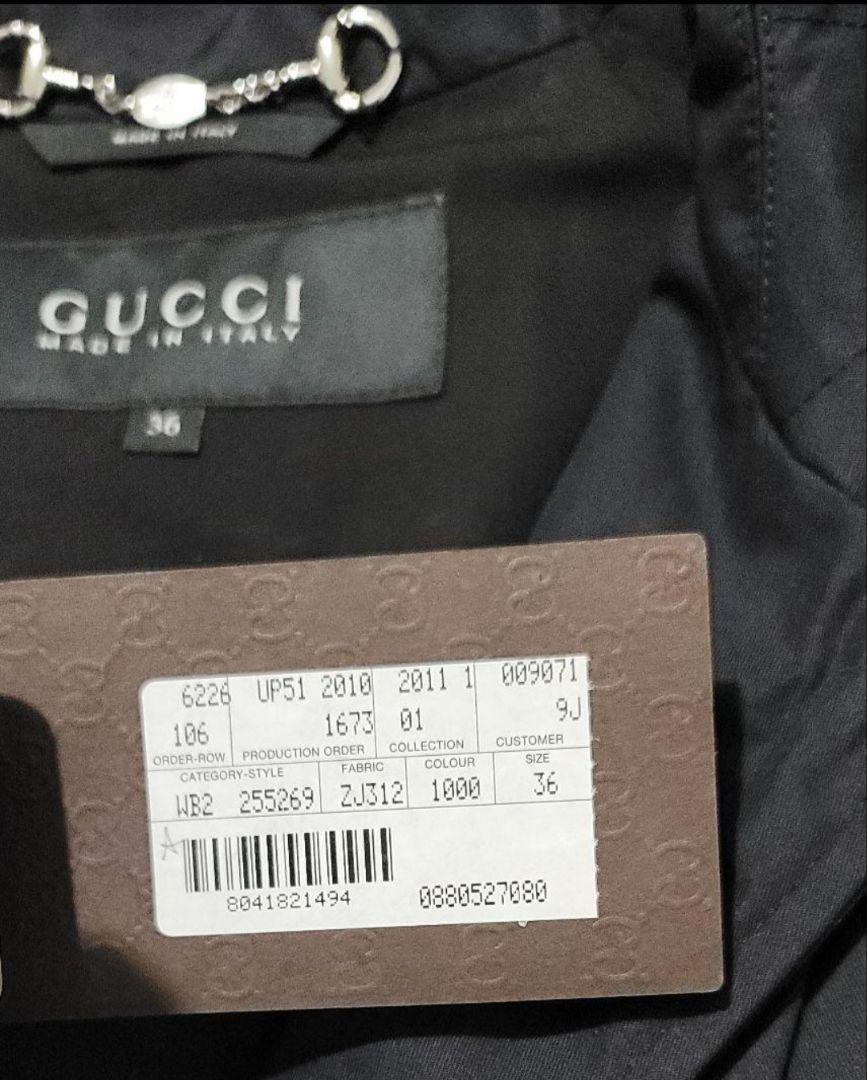 MADE IN ITALY
GUCCI
MADE IN ITALY
36
6226 UP51 2010 2011 1 009071
106 1673 01 9J
ORDER-ROW PRODUCTION ORDER COLLECTION CUSTOMER
CATEGORY-STYLE FABRIC COLOUR SIZE
WB2 255269 ZJ312 1000 36
8041821494 0880527080